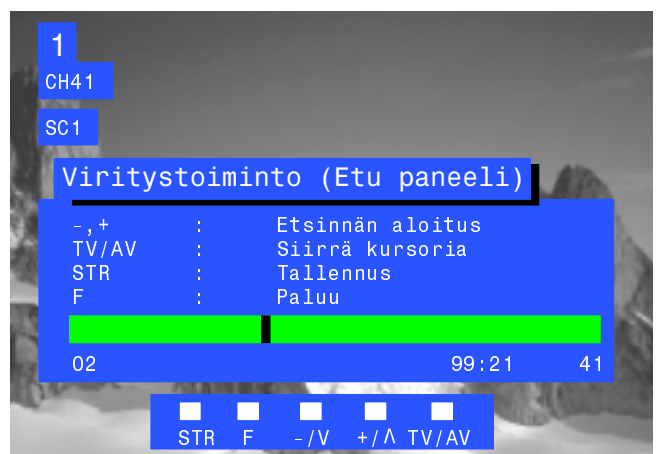 1
CH41
SC1
Viritystoiminto (Etu paneeli)
-,+ : Etsinnän aloitus
TV/AV : Siirrä kursoria
STR : Tallennus
F : Paluu
02 99:21 41
STR F -/V +/Λ TV/AV